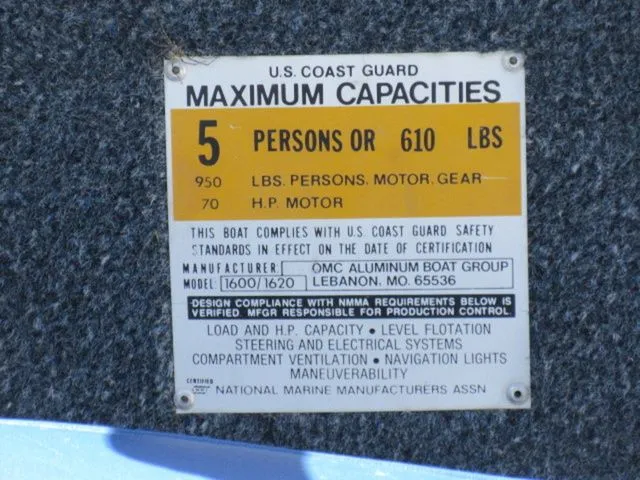 U.S. COAST GUARD
MAXIMUM CAPACITIES
5 PERSONS OR 610 LBS
950 LBS. PERSONS, MOTOR, GEAR
70 H.P. MOTOR
THIS BOAT COMPLIES WITH U.S. COAST GUARD SAFETY
STANDARDS IN EFFECT ON THE DATE OF CERTIFICATION
MANUFACTURER: OMC ALUMINUM BOAT GROUP
MODEL: 1600/1620 LEBANON, MO. 65536
DESIGN COMPLIANCE WITH NMMA REQUIREMENTS BELOW IS
VERIFIED. MFGR RESPONSIBLE FOR PRODUCTION CONTROL.
LOAD AND H.P. CAPACITY • LEVEL FLOTATION
STEERING AND ELECTRICAL SYSTEMS
COMPARTMENT VENTILATION • NAVIGATION LIGHTS
MANEUVERABILITY
CERTIFIED
NATIONAL MARINE MANUFACTURERS ASSN